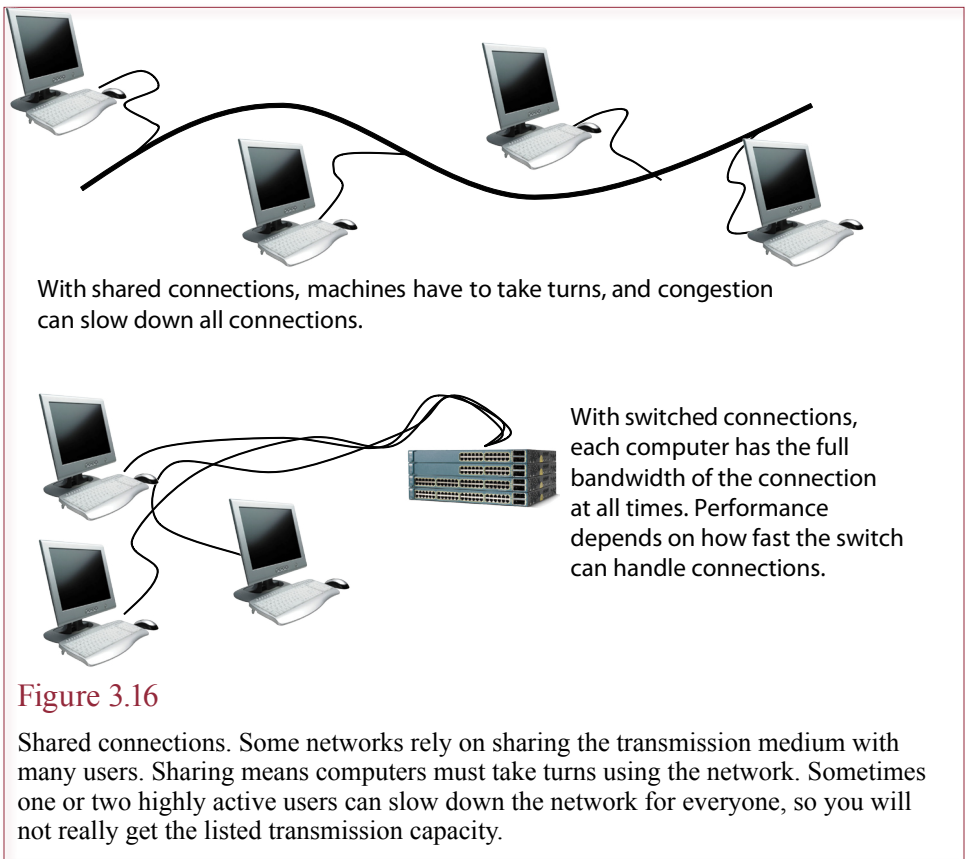 With shared connections, machines have to take turns, and congestion
can slow down all connections.
With switched connections,
each computer has the full
bandwidth of the connection
at all times. Performance
depends on how fast the switch
can handle connections.
Figure 3.16
Shared connections. Some networks rely on sharing the transmission medium with
many users. Sharing means computers must take turns using the network. Sometimes
one or two highly active users can slow down the network for everyone, so you will
not really get the listed transmission capacity.